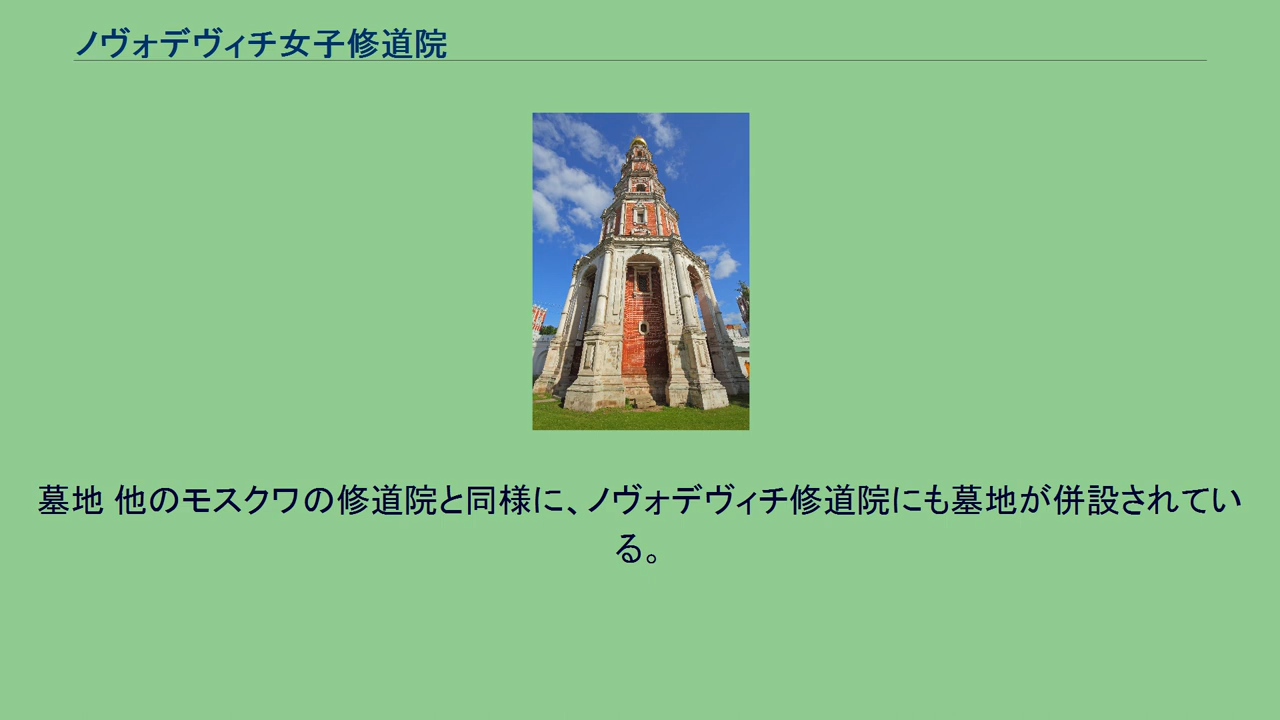 ノヴォデヴィチ女子修道院
墓地 他のモスクワの修道院と同様に、ノヴォデヴィチ修道院にも墓地が併設されてい
る。